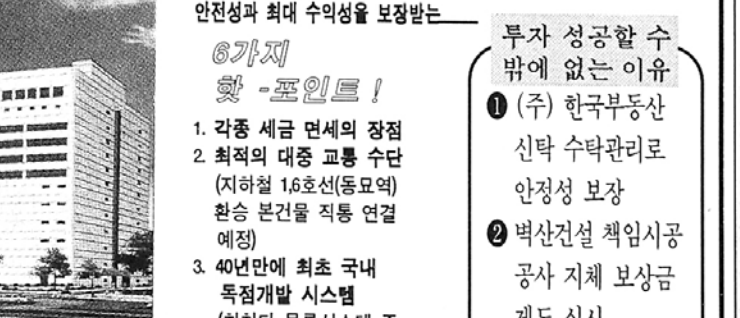 안전성과 최대 수익성을 보장받는
6가지
핫 -포인트!
1. 각종 세금 면세의 장점
2. 최적의 대중 교통 수단
(지하철 1,6호선(동묘역)
환승 본건물 직통 연결
예정)
3. 40년만에 최초 국내
독점개발 시스템
투자 성공할 수
밖에 없는 이유
❶ (주) 한국부동산
신탁 수탁관리로
안정성 보장
❷ 벽산건설 책임시공
공사 지체 보상금
제도 실시